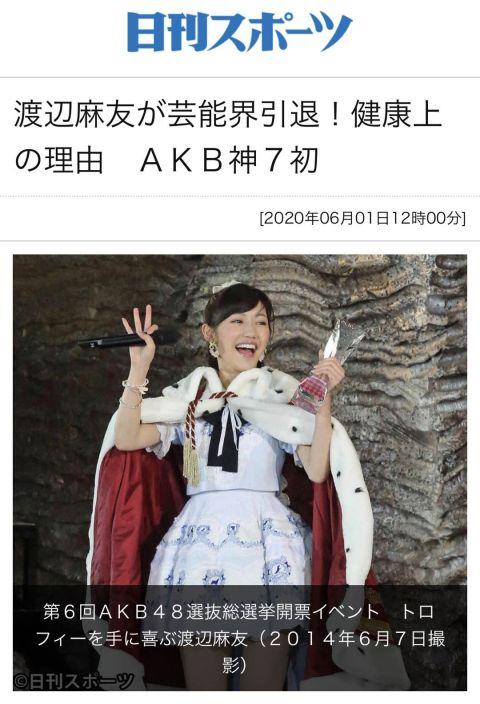 日刊スポーツ
渡辺麻友が芸能界引退！健康上
の理由　ＡＫＢ神７初
[2020年06月01日12時00分]
第６回ＡＫＢ４８選抜総選挙開票イベント　トロ
フィーを手に喜ぶ渡辺麻友（２０１４年６月７日撮
影）
©日刊スポーツ